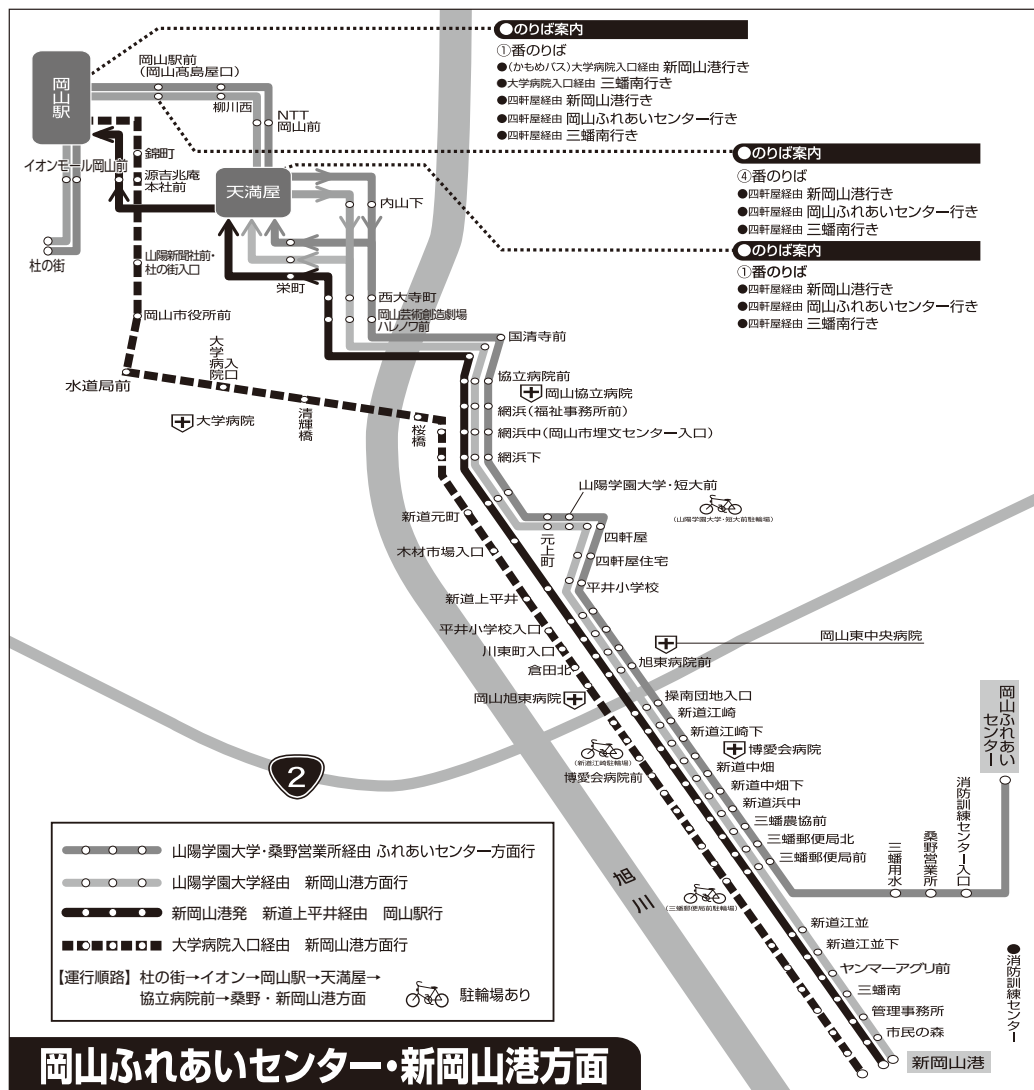 ●のりば案内
①番のりば
●(かもめバス)大学病院入口経由 新岡山港行き
●大学病院入口経由 三蟠南行き
●四軒屋経由 新岡山港行き
●四軒屋経由 岡山ふれあいセンター行き
●四軒屋経由 三蟠南行き
●のりば案内
④番のりば
●四軒屋経由 新岡山港行き
●四軒屋経由 岡山ふれあいセンター行き
●四軒屋経由 三蟠南行き
●のりば案内
①番のりば
●四軒屋経由 新岡山港行き
●四軒屋経由 岡山ふれあいセンター行き
●四軒屋経由 三蟠南行き
岡山駅
岡山駅前
(岡山髙島屋口)
柳川西
NTT
岡山前
イオンモール岡山前
杜の街
錦町
源吉兆庵
本社前
天満屋
内山下
山陽新聞社前・
杜の街入口
栄町
西大寺町
岡山芸術創造劇場
ハレノワ前
岡山市役所前
国清寺前
水道局前
大学病院入口
大学病院
清輝橋
桜橋
協立病院前
岡山協立病院
網浜(福祉事務所前)
網浜中(岡山市埋文センター入口)
網浜下
山陽学園大学・短大前
(山陽学園大学・短大前駐輪場)
新道元町
元上町
四軒屋
木材市場入口
四軒屋住宅
平井小学校
新道上平井
平井小学校入口
川東町入口
倉田北
岡山東中央病院
旭東病院前
岡山旭東病院
操南団地入口
新道江崎
新道江崎下
博愛会病院
(新道江崎駐輪場)
博愛会病院前
新道中畑
新道中畑下
新道浜中
三蟠農協前
三蟠郵便局北
三蟠郵便局前
岡山ふれあい
センター
三蟠用水
桑野営業所
消防訓練センター入口
2
旭川
(三蟠郵便局前駐輪場)
新道江並
新道江並下
ヤンマーアグリ前
三蟠南
管理事務所
市民の森
新岡山港
●消防訓練センター
山陽学園大学・桑野営業所経由 ふれあいセンター方面行
山陽学園大学経由 新岡山港方面行
新岡山港発 新道上平井経由 岡山駅行
大学病院入口経由 新岡山港方面行
【運行順路】杜の街→イオン→岡山駅→天満屋→
協立病院前→桑野・新岡山港方面
駐輪場あり
岡山ふれあいセンター・新岡山港方面